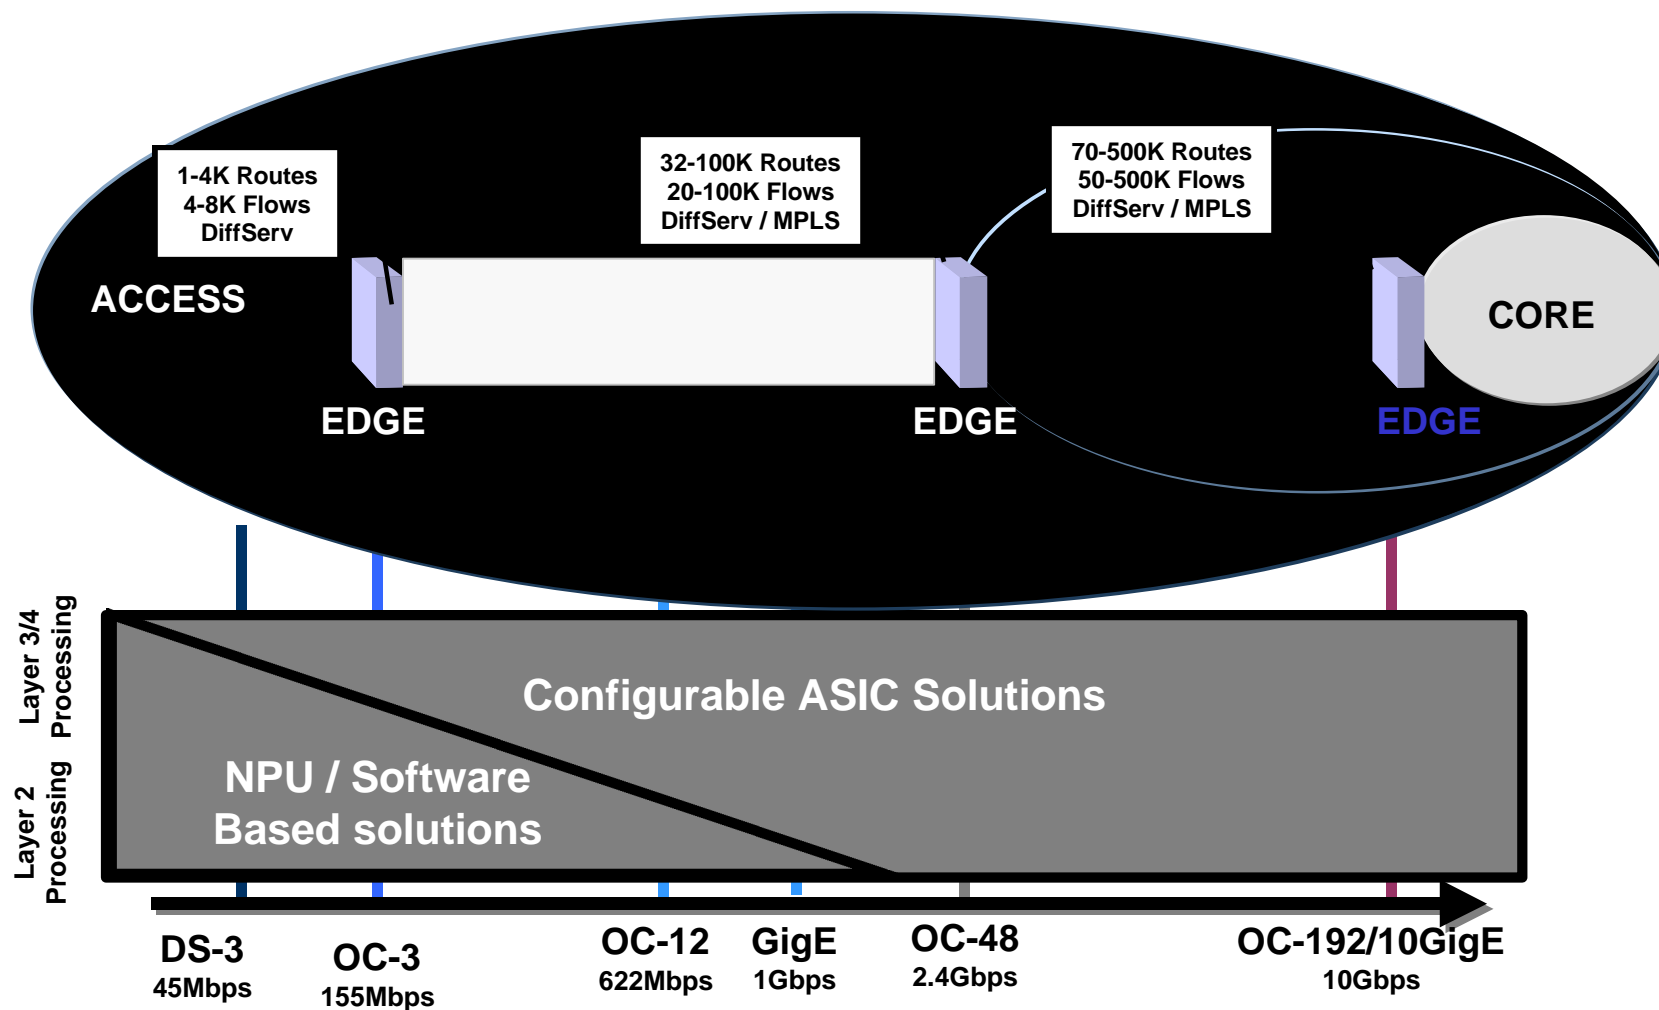 1-4K Routes
4-8K Flows
DiffServ
32-100K Routes
20-100K Flows
DiffServ / MPLS
70-500K Routes
50-500K Flows
DiffServ / MPLS
ACCESS
CORE
EDGE
EDGE
EDGE
Layer 3/4
Processing
Configurable ASIC Solutions
Layer 2
Processing
NPU / Software
Based solutions
DS-3
45Mbps
OC-3
155Mbps
OC-12
622Mbps
GigE
1Gbps
OC-48
2.4Gbps
OC-192/10GigE
10Gbps